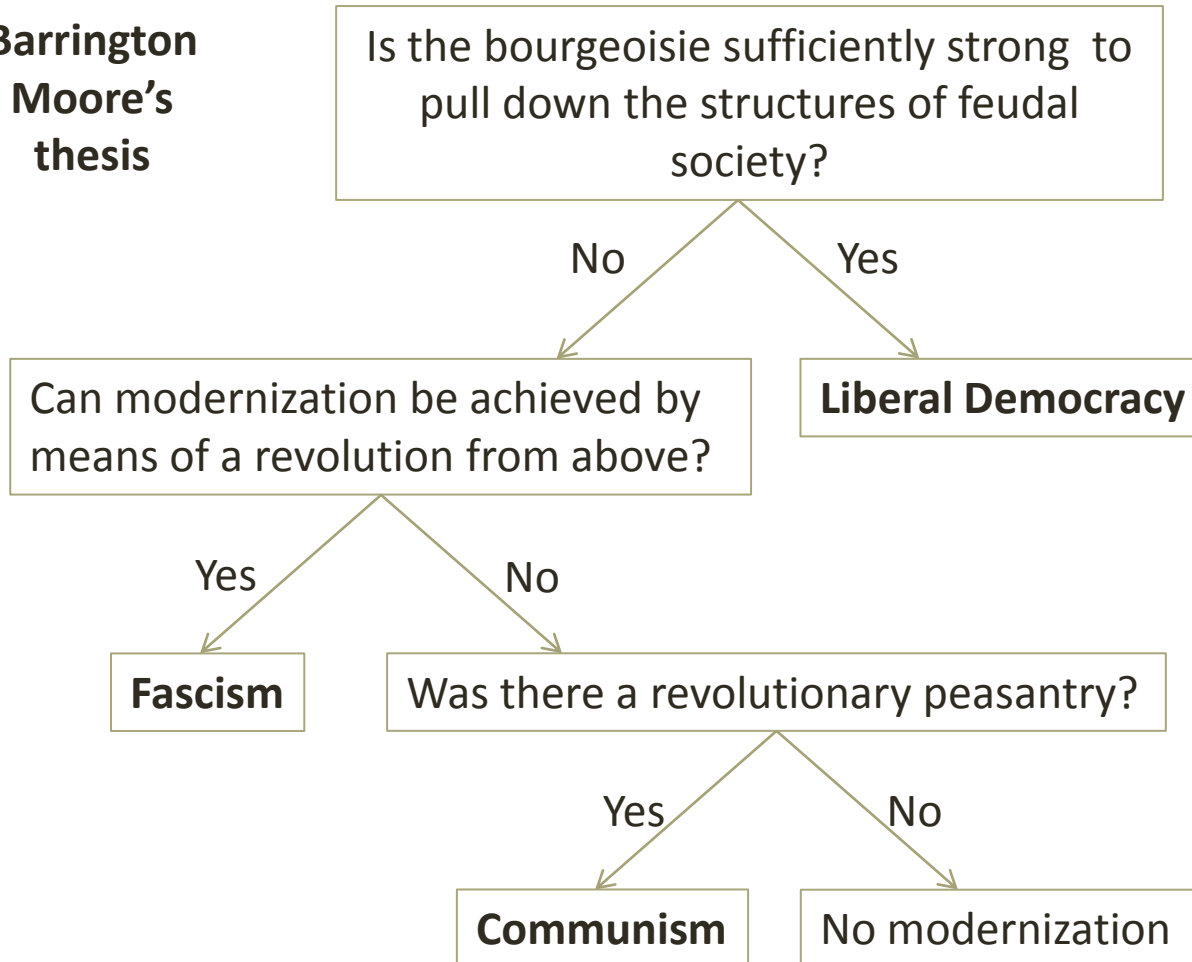 Barrington
Moore's
thesis
Is the bourgeoisie sufficiently strong to
pull down the structures of feudal
society?
No
Yes
Can modernization be achieved by
means of a revolution from above?
Liberal Democracy
Yes
No
Fascism
Was there a revolutionary peasantry?
Yes
No
Communism
No modernization